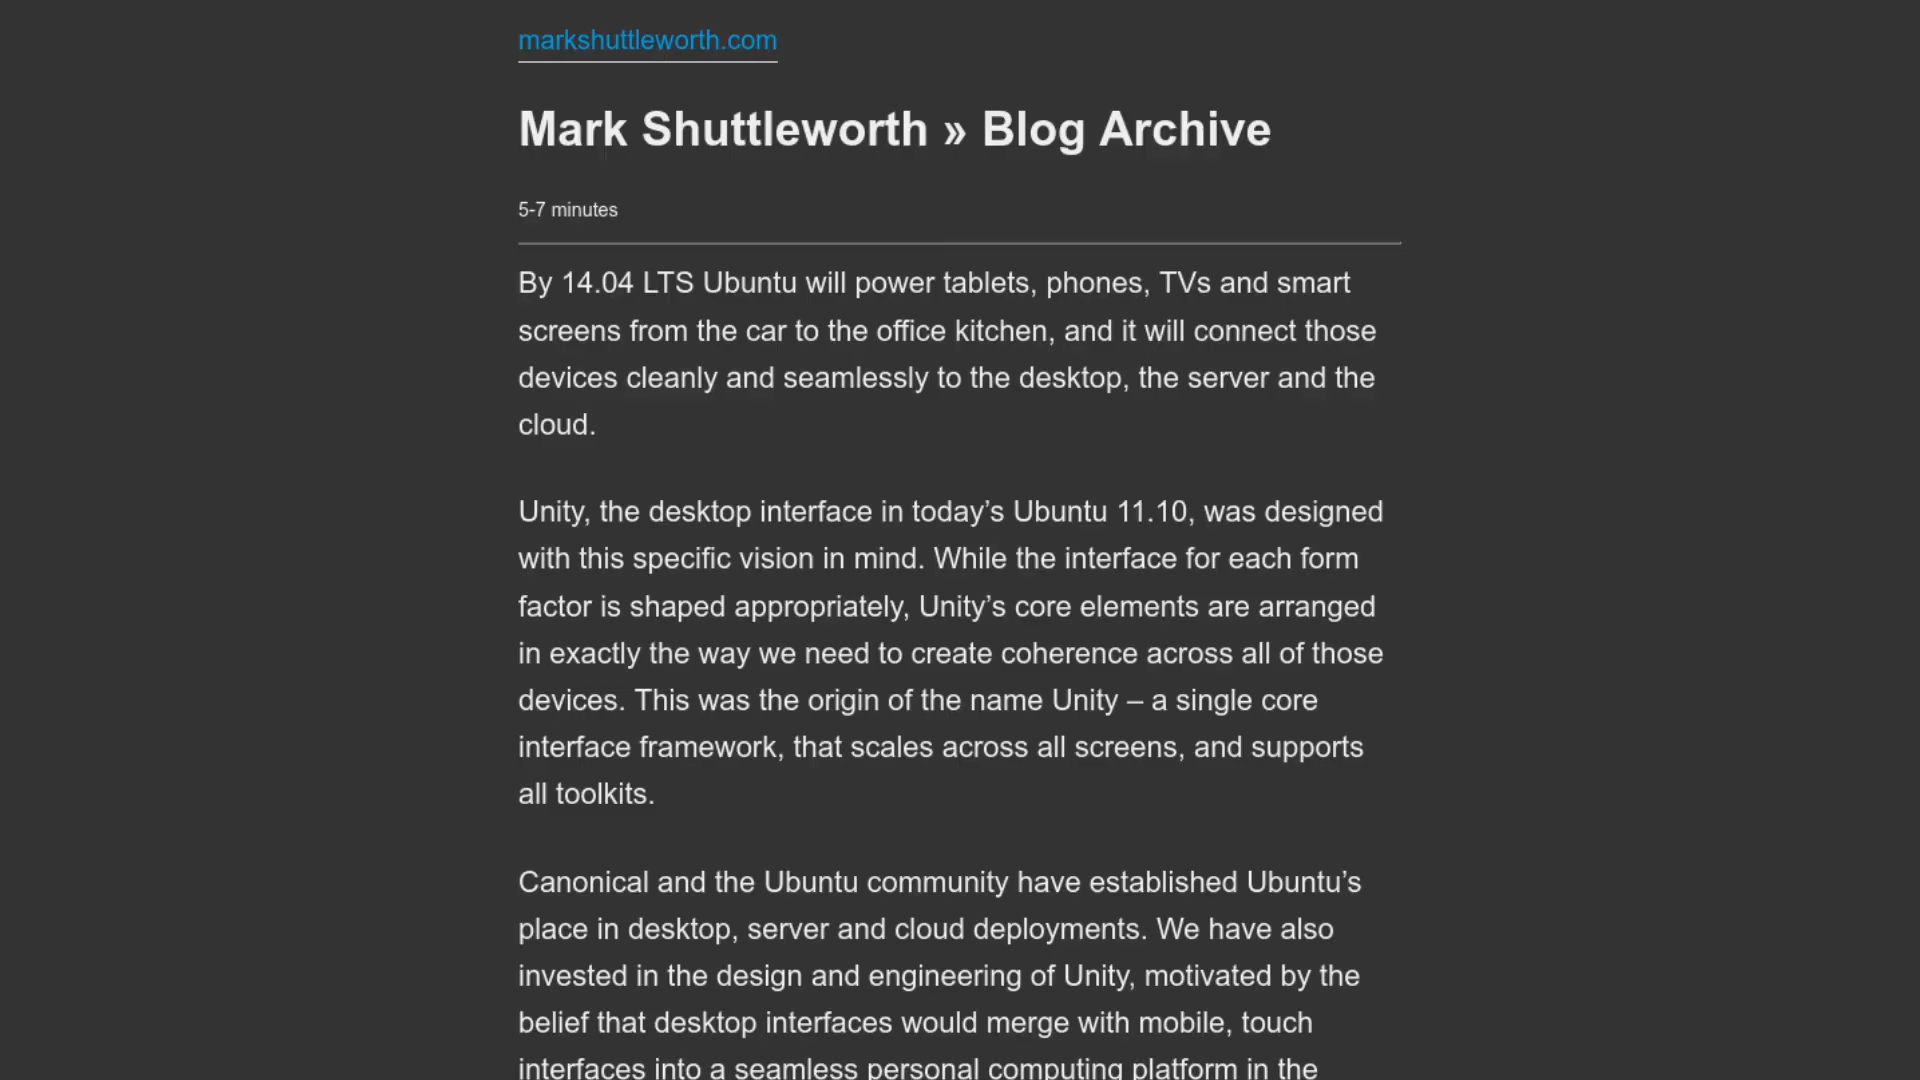 markshuttleworth.com
Mark Shuttleworth » Blog Archive
5-7 minutes
By 14.04 LTS Ubuntu will power tablets, phones, TVs and smart
screens from the car to the office kitchen, and it will connect those
devices cleanly and seamlessly to the desktop, the server and the
cloud.
Unity, the desktop interface in today’s Ubuntu 11.10, was designed
with this specific vision in mind. While the interface for each form
factor is shaped appropriately, Unity’s core elements are arranged
in exactly the way we need to create coherence across all of those
devices. This was the origin of the name Unity – a single core
interface framework, that scales across all screens, and supports
all toolkits.
Canonical and the Ubuntu community have established Ubuntu’s
place in desktop, server and cloud deployments. We have also
invested in the design and engineering of Unity, motivated by the
belief that desktop interfaces would merge with mobile, touch
interfaces into a seamless personal computing platform in the